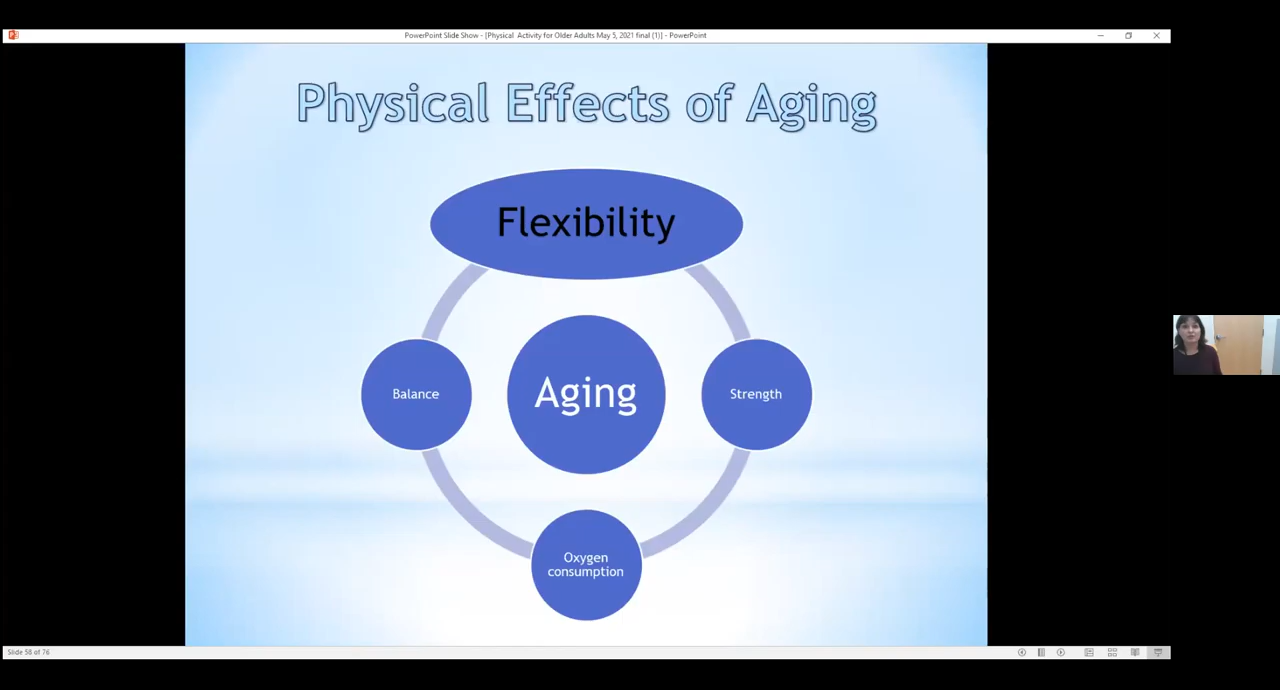 PowerPoint Slide Show - [Physical Activity for Older Adults May 5, 2021 final (1)] - PowerPoint
Physical Effects of Aging
Flexibility
Balance
Aging
Strength
Oxygen
consumption
Slide 58 of 76